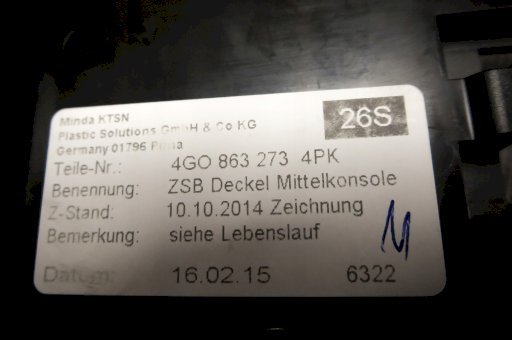 Minda KTSN
Plastic Solutions GmbH & Co KG
Germany 01796 Pirna
26S
Teile-Nr.: 4GO 863 273 4PK
Benennung: ZSB Deckel Mittelkonsole
Z-Stand: 10.10.2014 Zeichnung
Bemerkung: siehe Lebenslauf
Datum: 16.02.15 6322